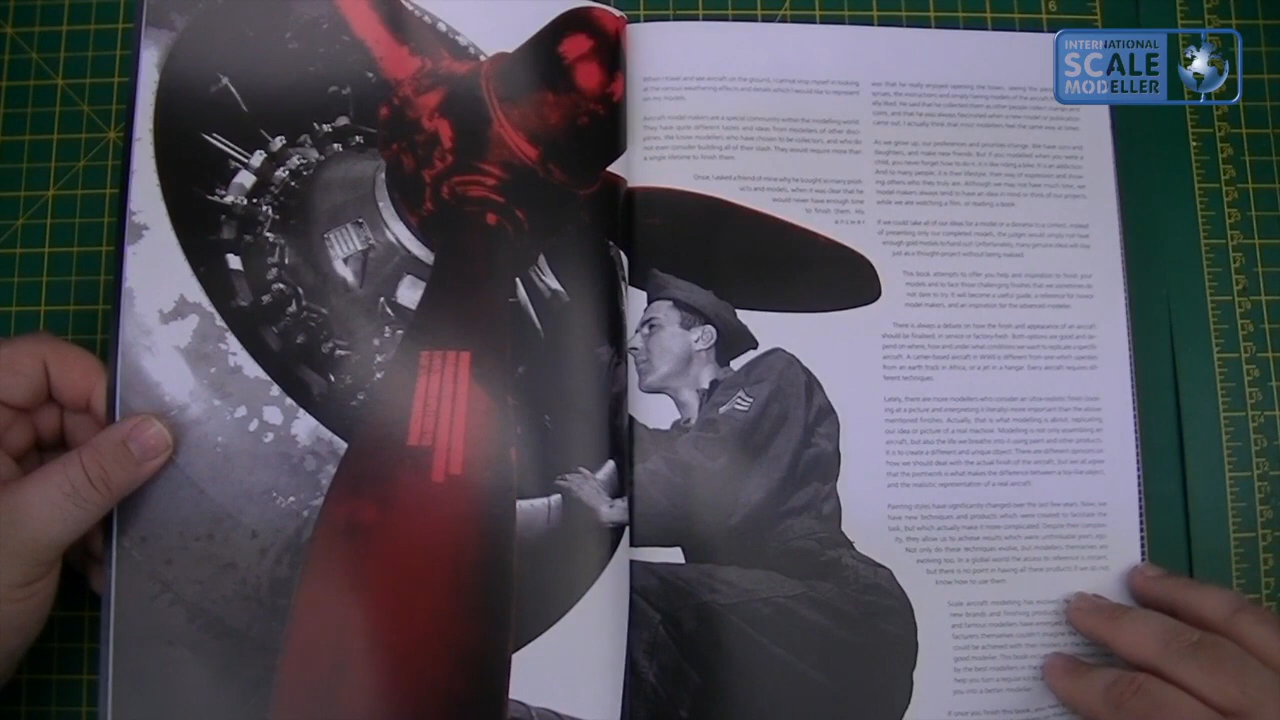 INTERNATIONAL
SCALE
MODELLER
6
When I travel and see aircraft on the ground, I cannot stop myself in looking
at the various weathering effects and details which I would like to represent
on my models.
Aircraft model makers are a special community within the modelling world.
They have quite different tastes and ideas from modellers of other disci-
plines. We know modellers who have chosen to be collectors, and who do
not even consider building all of their stash. They would require more than
a single lifetime to finish them.
Once, I asked a friend of mine why he bought so many prod-
ucts and models, when it was clear that he
would never have enough time
to finish them. His
answer
was that he really enjoyed opening the boxes, seeing the
sprues, the instructions and
ally liked. He said that he collected them as other people collect stamps and
coins, and that he was always fascinated when a new model or publication
came out. I actually think that most modellers feel the same way at times.
As we grow up, our preferences and priorities change. We have sons and
daughters, and make new friends. But if you modelled when you were a
child, you never forget how to do it. It is like riding a bike. It is an addiction.
And to many people, it is their lifestyle, their way of expression and show-
ing others who they truly are. Although we may not have much time, we
model makers always tend to have an idea in mind or think of our projects
while we are watching a film, or reading a book.
If we could take all of our ideas for a model or a diorama to a contest, instead
of presenting only our completed models, the judges would simply not have
enough gold medals to hand out! Unfortunately, many genuine ideas will stay
just as a thought project without being realised.
This book attempts to offer you help and inspiration to finish your
models and to face those challenging finishes that we sometimes do
not dare to try. It will become a useful guide, a reference for novice
model makers, and an inspiration for the advanced modeller.
There is always a debate on how the finish and appearance of an aircraft
should be finalised, in service or factory-fresh. Both options are good and de-
pend on where, how and under what conditions we want to replicate a specific
aircraft. A carrier-based aircraft in WWII is different from one which operates
from an earth track in Africa, or a jet in a hangar. Every aircraft requires dif-
ferent techniques.
Lately, there are more modellers who consider an ultra-realistic finish (look-
ing at a picture and interpreting it literally) more important than the above
mentioned finishes. Actually, that is what modelling is about, replicating
our idea or picture of a real machine. Modelling is not only assembling an
aircraft, but also the life we breathe into it using paint and other products.
It is to create a different and unique object. There are different opinions on
how we should deal with the actual finish of the aircraft, but we all agree
that the paintwork is what makes the difference between a toy-like object,
and the realistic representation of a real aircraft.
Painting styles have significantly changed over the last few years. Now, we
have new techniques and products, which were created to facilitate the
task, but which actually make it more complicated. Despite their complex-
ity, they allow us to achieve results which were unthinkable years ago.
Not only do these techniques evolve, but modellers themselves are
evolving too. In a global world the access to reference is instant,
but there is no point in having all these products if we do not
know how to use them.
Scale aircraft modelling has evolved
new brands and finishing products,
and famous modellers have emerged
facturers themselves couldn't imagine
could be achieved with their
good modeller. This book
by the best modellers in the
help you turn a regular kit
you into a better modeller.
If once you finish this book, you